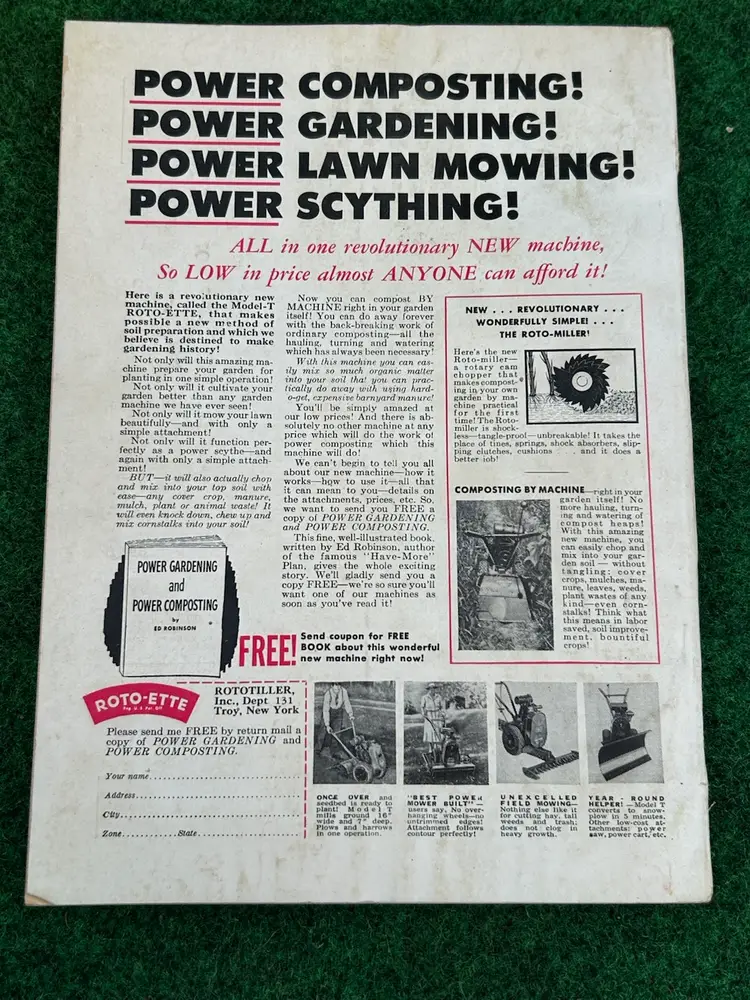 POWER COMPOSTING!
POWER GARDENING!
POWER LAWN MOWING!
POWER SCYTHING!
ALL in one revolutionary NEW machine,
So LOW in price almost ANYONE can afford it!
Here is a revolutionary new
machine, called the Model-T
ROTO-ETTE, that makes
possible a new method of
soil preparation and which we
believe is destined to make
gardening history!
Not only will this amazing ma-
chine prepare your garden for
planting in one simple operation!
Not only will it cultivate your
garden better than any garden
machine we have ever seen!
Not only will it mow your lawn
beautifully—and with only a
simple attachment!
Not only will it function per-
fectly as a power scythe—and
again with only a simple attach-
ment!
BUT—it will also actually chop
and mix into your top soil with
ease—any cover crop, manure,
mulch, plant or animal waste! It
will even knock down, chew up and
mix cornstalks into your soil!
POWER GARDENING
and
POWER COMPOSTING
by
ED ROBINSON
Now you can compost BY
MACHINE right in your garden
itself! You can do away forever
with the back-breaking work of
ordinary composting—all the
hauling, turning and watering
which has always been necessary!
With this machine you can eas-
ily mix so much organic matter
into your soil that you can prac-
tically do away with using hard-
o-get, expensive barnyard manure!
You'll be simply amazed at
our low prices! And there is ab-
solutely no other machine at any
price which will do the work of
power composting which this
machine will do!
We can't begin to tell you all
about our new machine—how it
works—how to use it—all that
it can mean to you—details on
the attachments, prices, etc. So,
we want to send you FREE a
copy of POWER GARDENING
and POWER COMPOSTING.
This fine, well-illustrated book,
written by Ed Robinson, author
of the famous "Have-More"
Plan, gives the whole exciting
story. We'll gladly send you a
copy FREE—we're so sure you'll
want one of our machines as
soon as you've read it!
FREE!
Send coupon for FREE
BOOK about this wonderful
new machine right now!
NEW . . . REVOLUTIONARY . . .
WONDERFULLY SIMPLE! . . .
THE ROTO-MILLER!
Here's the new
Roto-miller—
a rotary cam
chopper that
makes compost-
ing in your own
garden by ma-
chine practical
for the first
time! The Roto-
miller is shock-
less—tangle-proof—unbreakable! It takes the
place of tines, springs, shock absorbers, slip-
ping clutches, cushions . . . and it does a
better job!
COMPOSTING BY MACHINE—right in your
garden itself! No
more hauling, turn-
ing and watering of
compost heaps!
With this amazing
new machine, you
can easily chop and
mix into your gar-
den soil — without
tangling: cover
crops, mulches, ma-
nure, leaves, weeds,
plant wastes of any
kind—even corn-
stalks! Think what
this means in labor
saved, soil improve-
ment, bountiful
crops!
ROTO-ETTE
Reg. U.S. Pat. Off.
ROTOTILLER,
Inc., Dept 131
Troy, New York
Please send me FREE by return mail a
copy of POWER GARDENING and
POWER COMPOSTING.
Your name
Address
City
Zone State
ONCE OVER and
seedbed is ready to
plant! Model T
mills ground 16"
wide and 7" deep.
Plows and harrows
in one operation.
"BEST POWER
MOWER BUILT"—
users say. No over-
hanging wheels—no
untrimmed edges!
Attachment follows
contour perfectly!
UNEXCELLED
FIELD MOWING—
Nothing else like it
for cutting hay, tall
weeds and trash;
does not clog in
heavy growth.
YEAR - ROUND
HELPER!—Model T
converts to snow-
plow in 5 minutes.
Other low-cost at-
tachments: power
saw, power cart, etc.